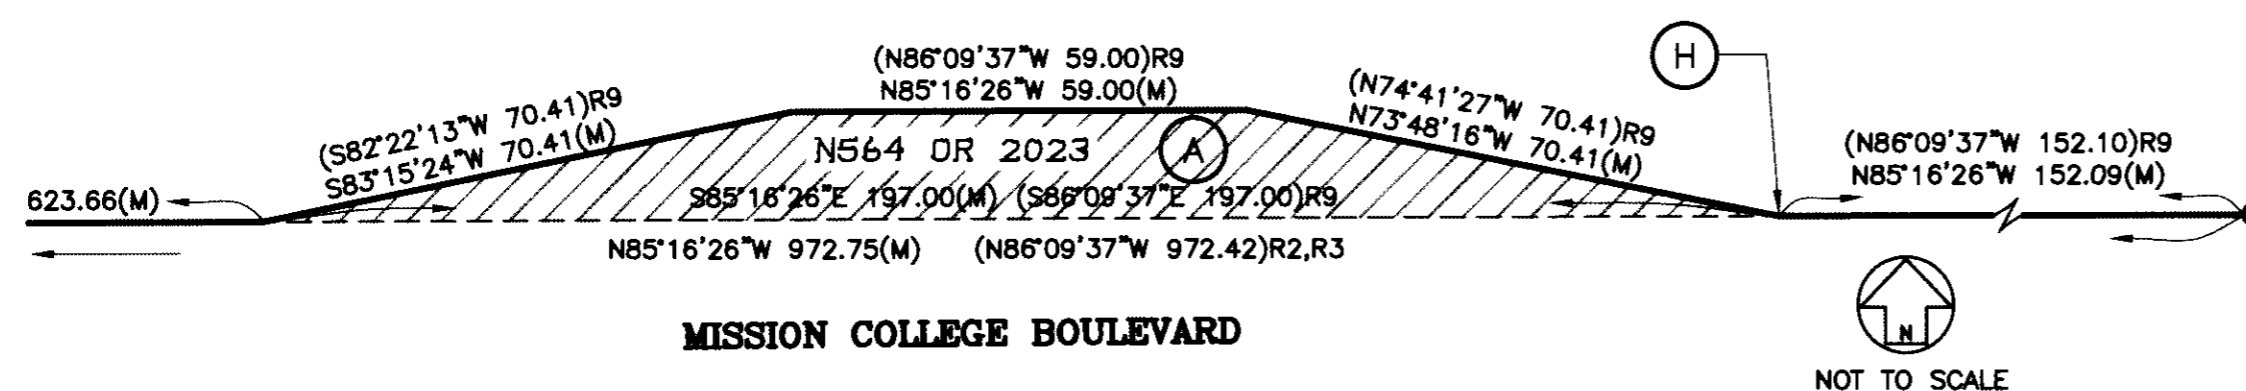 (N86°09'37"W 59.00)R9
N85°16'26"W 59.00(M)
H
(S82°22'13"W 70.41)R9
S83°15'24"W 70.41(M)
(N74°41'27"W 70.41)R9
N73°48'16"W 70.41(M)
(N86°09'37"W 152.10)R9
N85°16'26"W 152.09(M)
N564 OR 2023
A
623.66(M)
S85°16'26"E 197.00(M) (S86°09'37"E 197.00)R9
N85°16'26"W 972.75(M) (N86°09'37"W 972.42)R2,R3
MISSION COLLEGE BOULEVARD
N
NOT TO SCALE